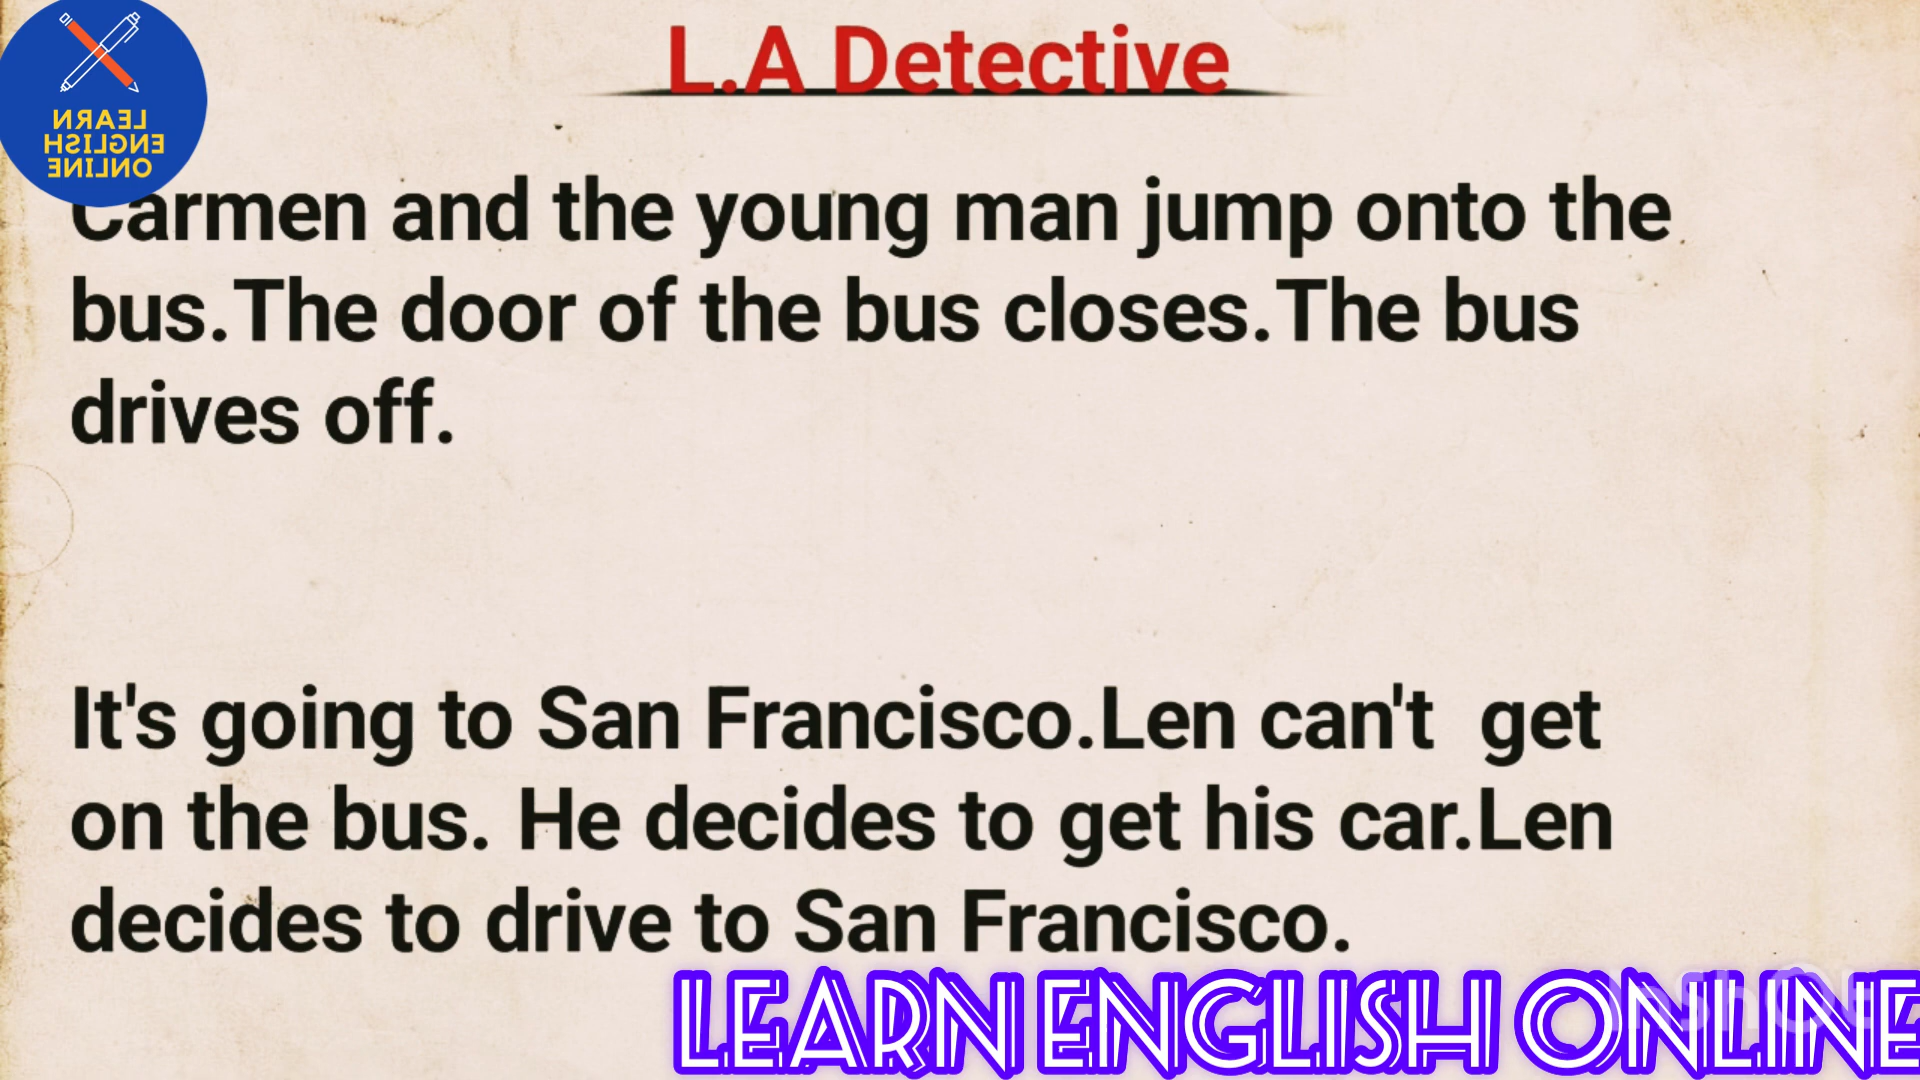 L.A Detective
LEARN
ENGLISH
ONLINE
Carmen and the young man jump onto the
bus.The door of the bus closes.The bus
drives off.
It's going to San Francisco.Len can't  get
on the bus. He decides to get his car.Len
decides to drive to San Francisco.
LEARN ENGLISH ONLINE